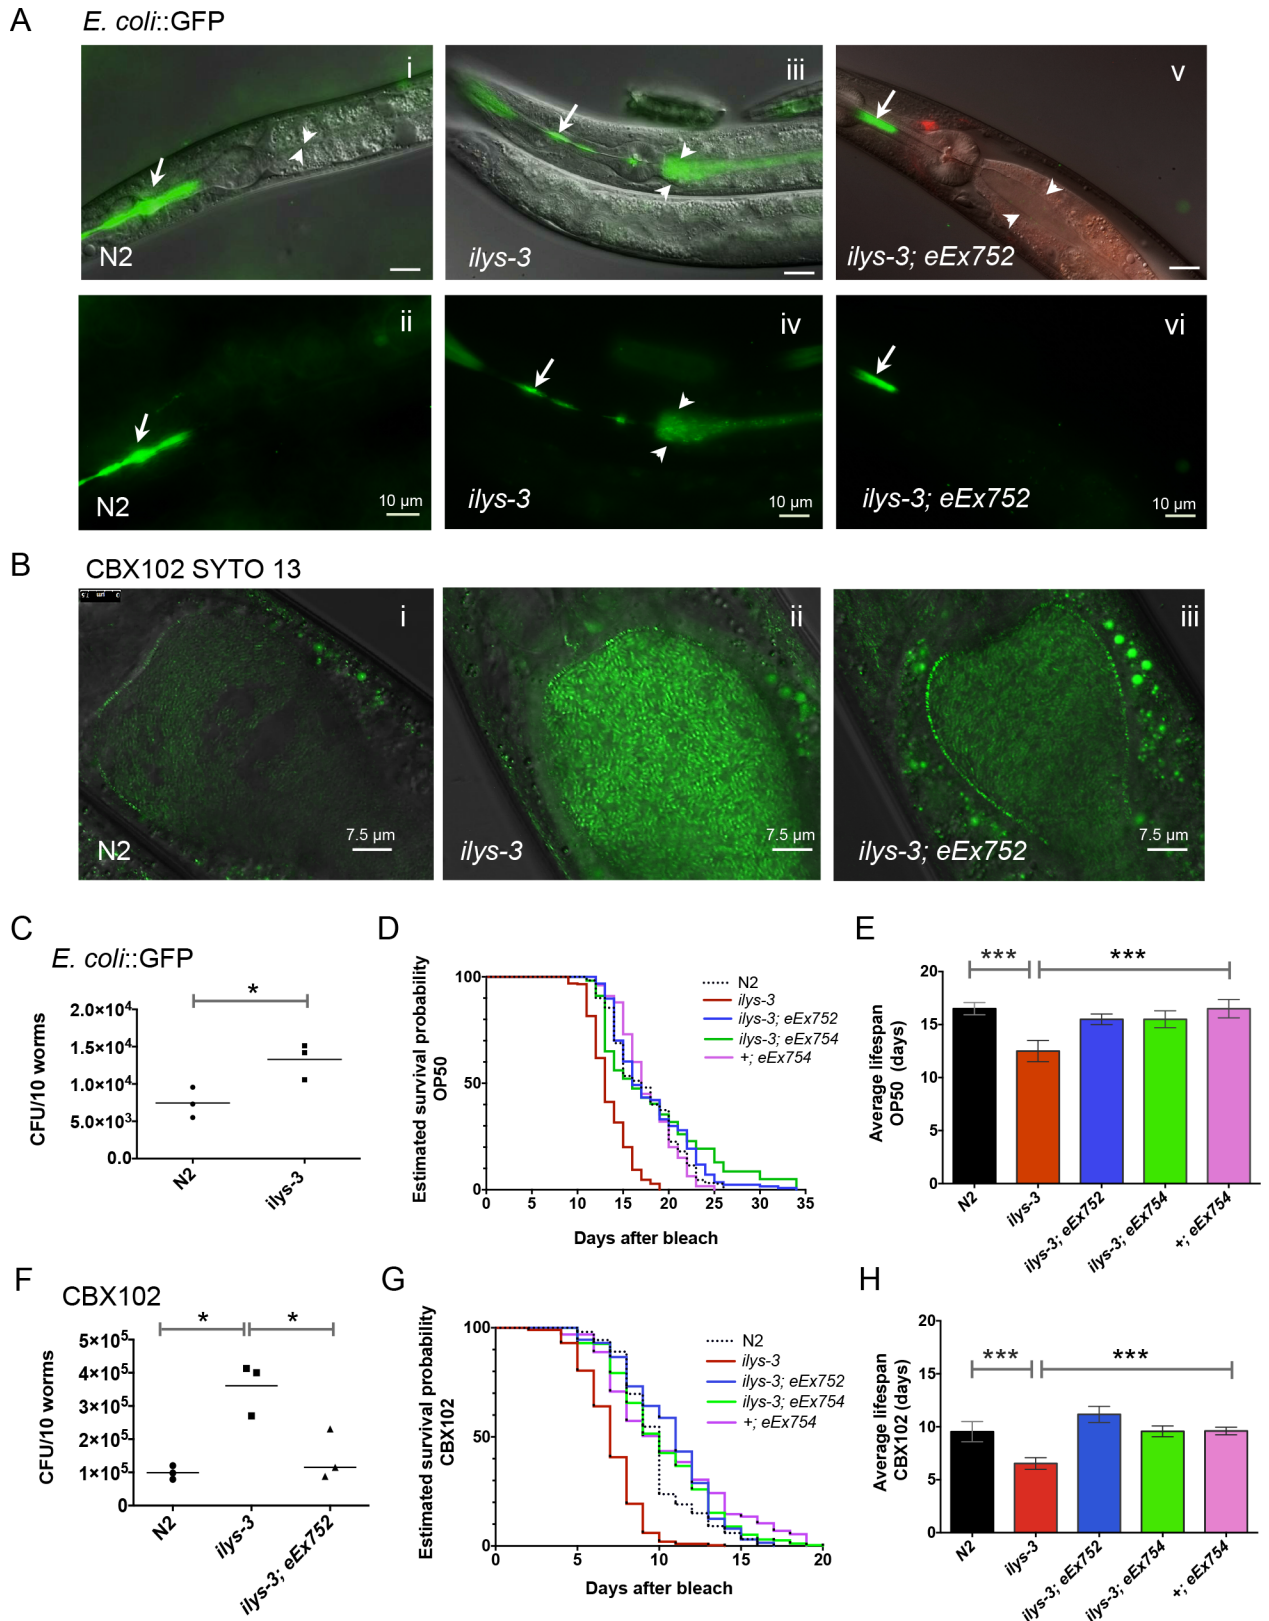 A
E. coli::GFP
i
N2
iii
ilys-3
v
ilys-3; eEx752
ii
N2
10 µm
iv
ilys-3
10 µm
vi
ilys-3; eEx752
10 µm
B
CBX102 SYTO 13
i
N2
7.5 µm
ii
ilys-3
7.5 µm
iii
ilys-3; eEx752
7.5 µm
C
E. coli::GFP
*
CFU/10 worms
2.0×10⁴
1.5×10⁴
1.0×10⁴
5.0×10³
0.0
N2
ilys-3
D
Estimated survival probability
OP50
100
50
0
0 5 10 15 20 25 30 35
Days after bleach
N2
ilys-3
ilys-3; eEx752
ilys-3; eEx754
+; eEx754
E
Average lifespan
OP50 (days)
20
15
10
5
0
*** ***
N2
ilys-3
ilys-3; eEx752
ilys-3; eEx754
+; eEx754
F
CBX102
* *
CFU/10 worms
5×10⁵
4×10⁵
3×10⁵
2×10⁵
1×10⁵
0
N2
ilys-3
ilys-3; eEx752
G
Estimated survival probability
CBX102
100
50
0
0 5 10 15 20
Days after bleach
N2
ilys-3
ilys-3; eEx752
ilys-3; eEx754
+; eEx754
H
Average lifespan
CBX102 (days)
20
15
10
5
0
*** ***
N2
ilys-3
ilys-3; eEx752
ilys-3; eEx754
+; eEx754